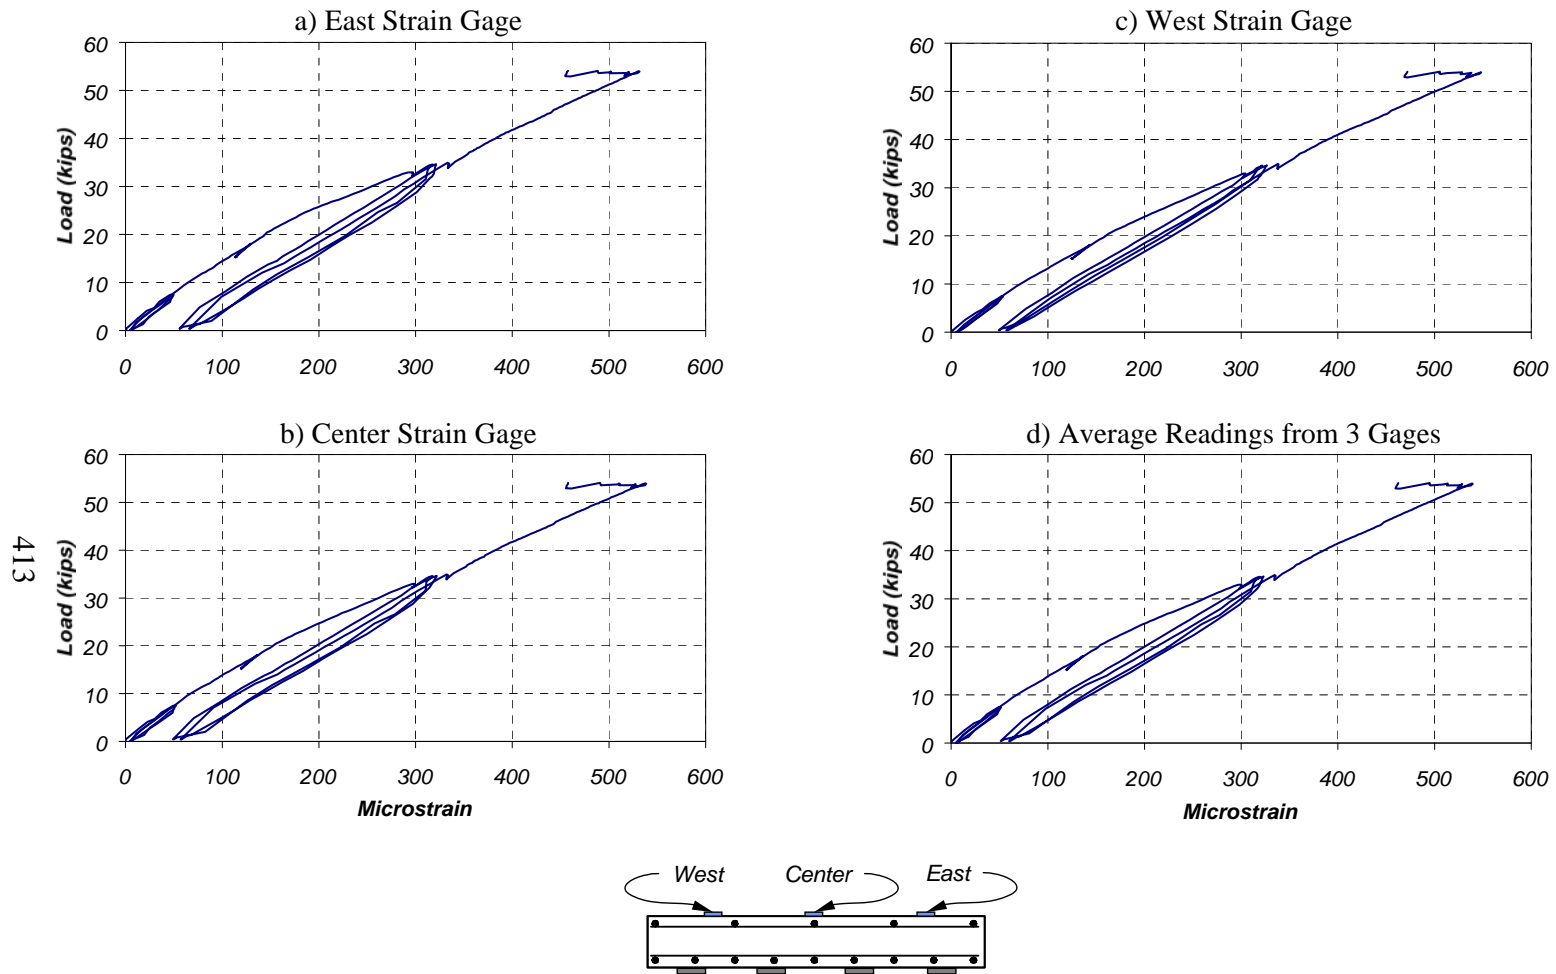 a) East Strain Gage
60
50
40
30
20
10
0
Load (kips)
0 100 200 300 400 500 600
c) West Strain Gage
60
50
40
30
20
10
0
Load (kips)
0 100 200 300 400 500 600
b) Center Strain Gage
60
50
40
30
20
10
0
Load (kips)
0 100 200 300 400 500 600
Microstrain
d) Average Readings from 3 Gages
60
50
40
30
20
10
0
Load (kips)
0 100 200 300 400 500 600
Microstrain
413
West Center East